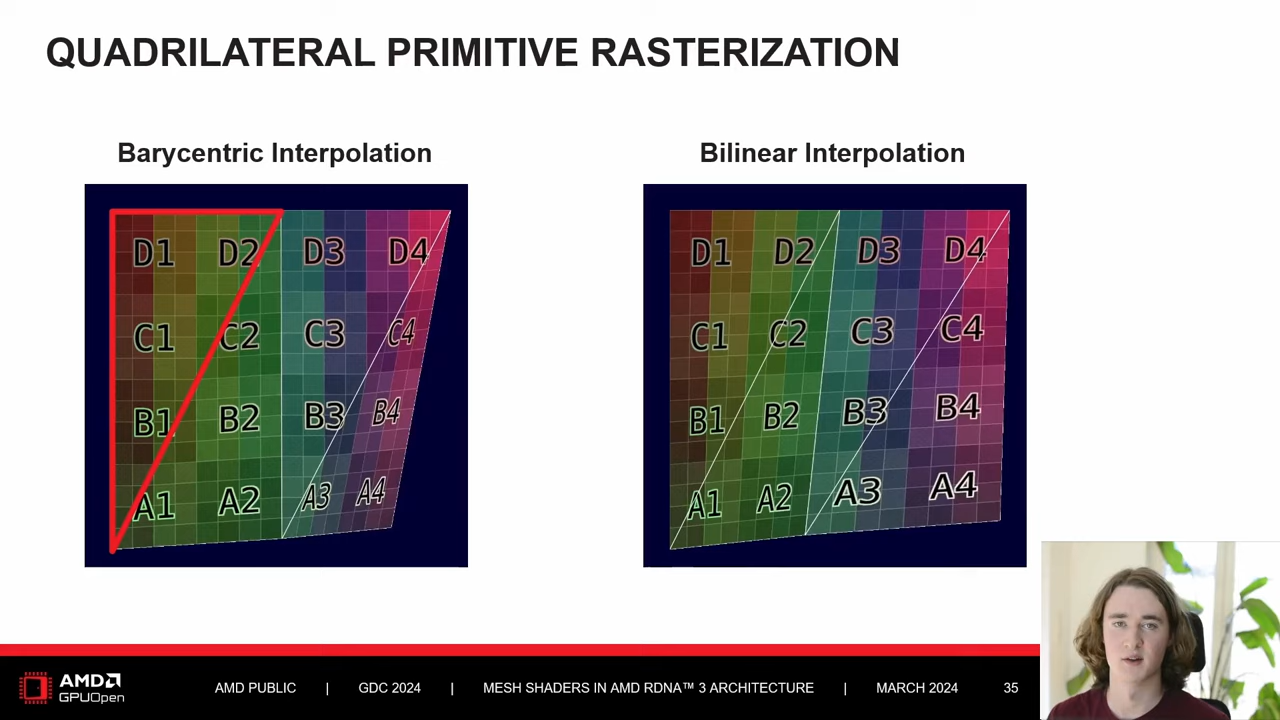 QUADRILATERAL PRIMITIVE RASTERIZATION
Barycentric Interpolation
D1 D2 D3 D4
C1 C2 C3 C4
B1 B2 B3 B4
A1 A2 A3 A4
Bilinear Interpolation
D1 D2 D3 D4
C1 C2 C3 C4
B1 B2 B3 B4
A1 A2 A3 A4
AMD
GPUOpen
AMD PUBLIC | GDC 2024 | MESH SHADERS IN AMD RDNA™ 3 ARCHITECTURE | MARCH 2024 35